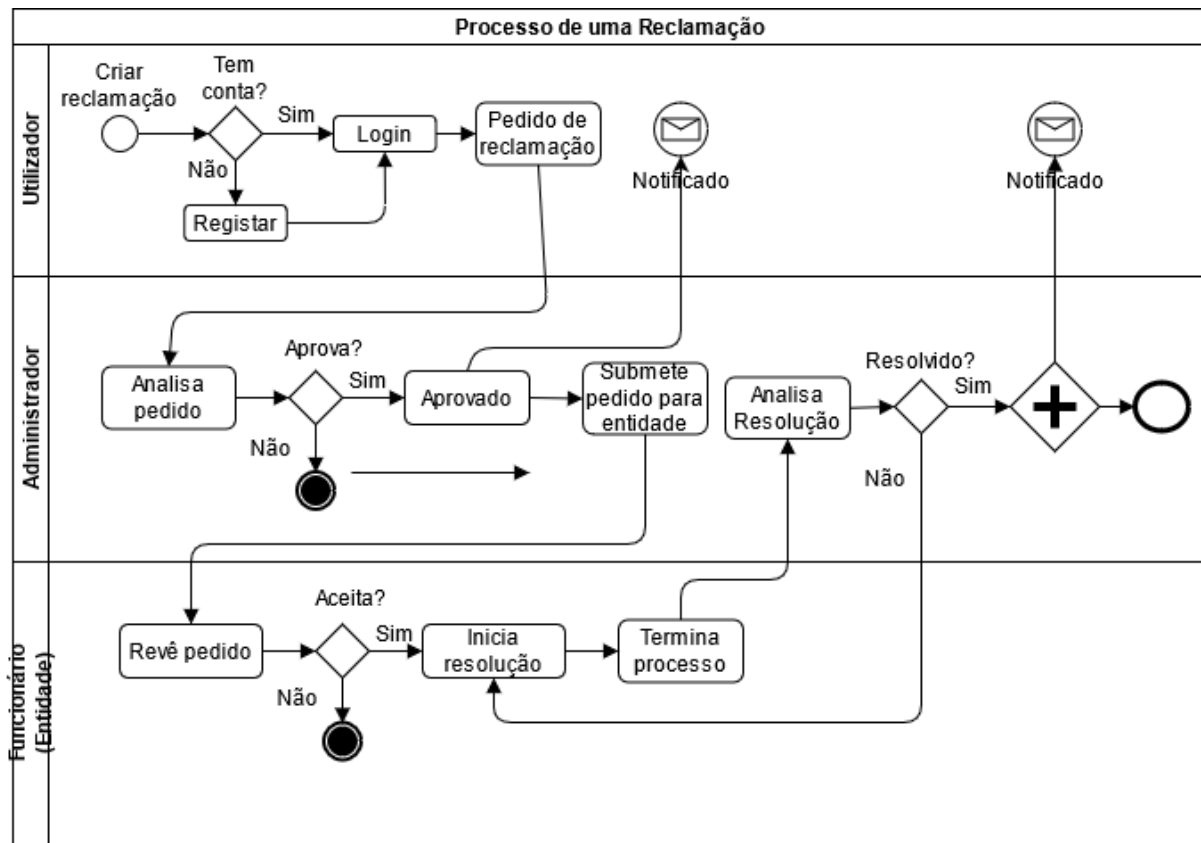 Processo de uma Reclamação
Utilizador
Criar
reclamação
Tem
conta?
Sim
Não
Registar
Login
Pedido de
reclamação
Notificado
Notificado
Administrador
Analisa
pedido
Aprova?
Sim
Não
Aprovado
Submete
pedido para
entidade
Analisa
Resolução
Resolvido?
Sim
Não
Funcionário
(Entidade)
Revê pedido
Aceita?
Sim
Não
Inicia
resolução
Termina
processo